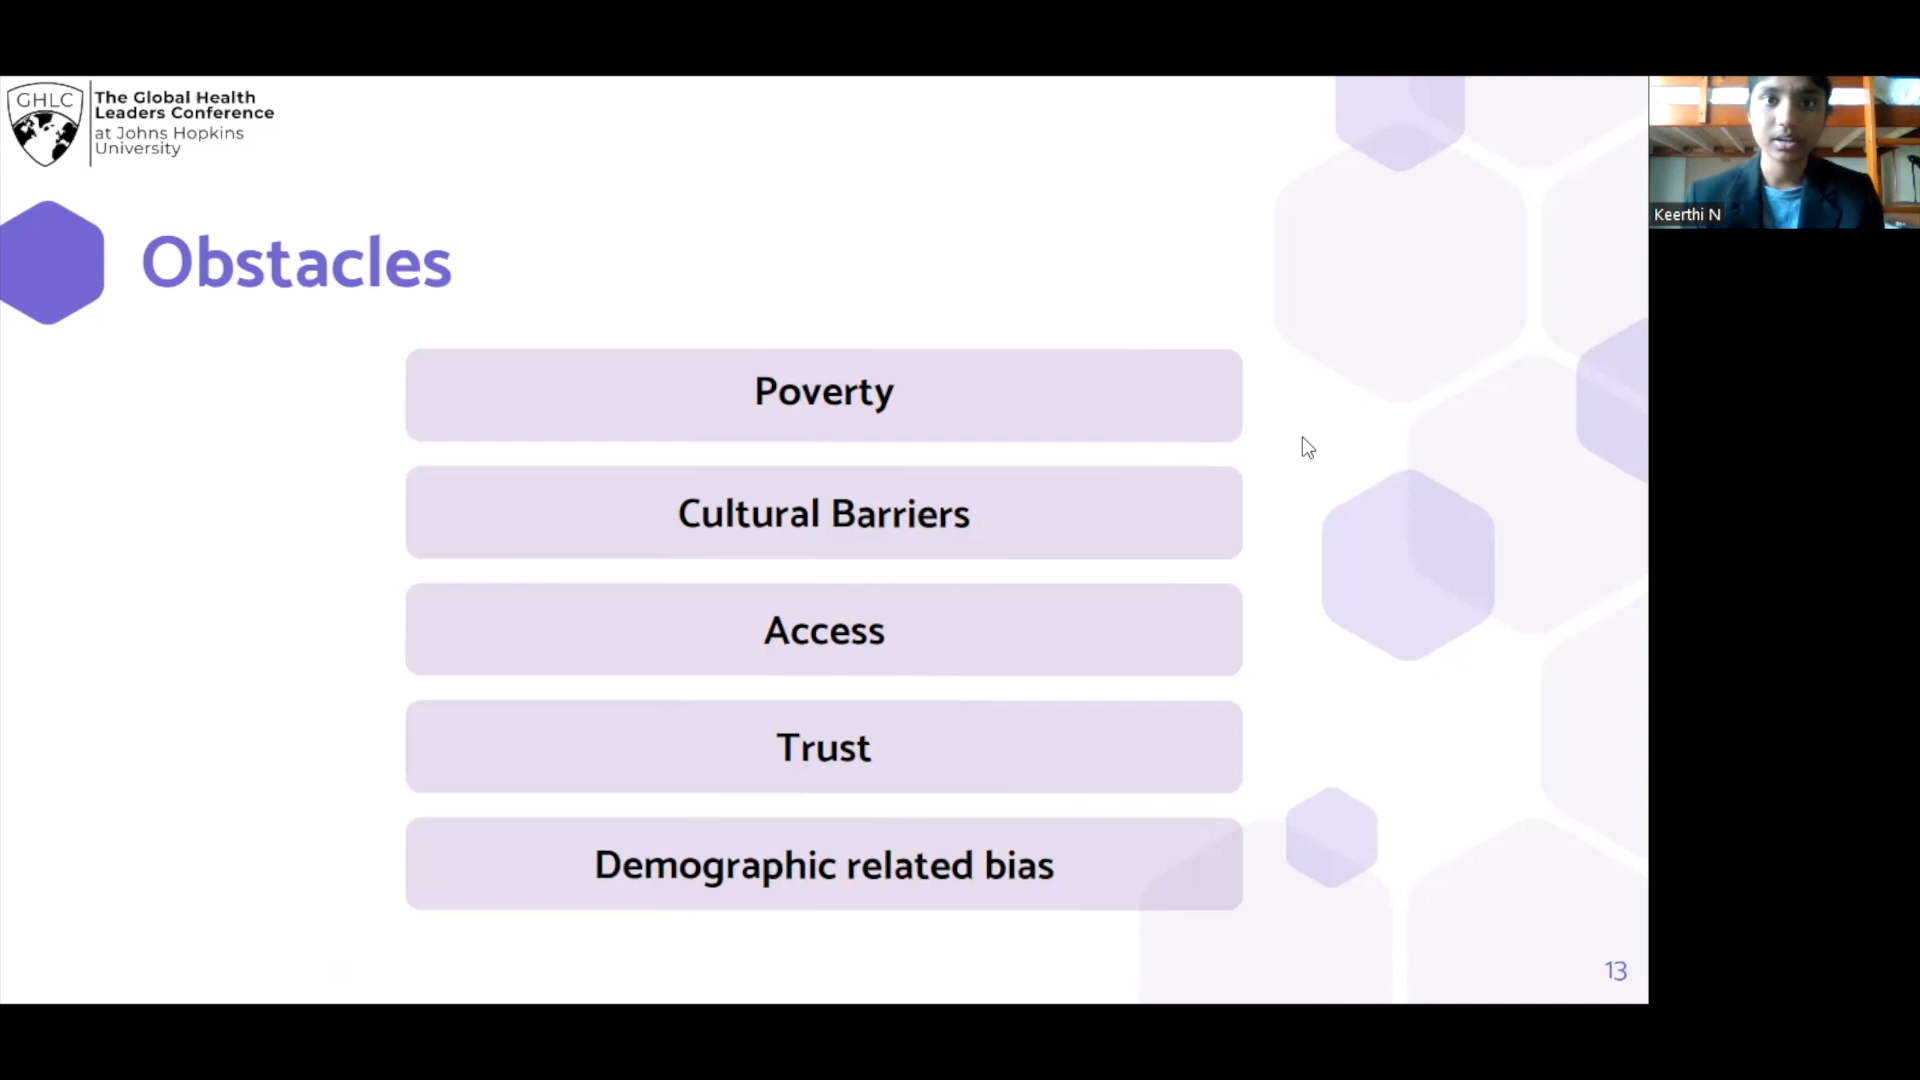 GHLC
The Global Health
Leaders Conference
at Johns Hopkins
University
Keerthi N
Obstacles
Poverty
Cultural Barriers
Access
Trust
Demographic related bias
13